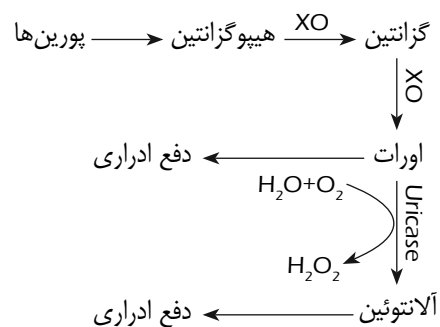 پورین‌ها هیپوگزانتین XO گزانتین
XO
اورات دفع ادراری
H₂O+O₂
Uricase
H₂O₂
آلانتوئین دفع ادراری